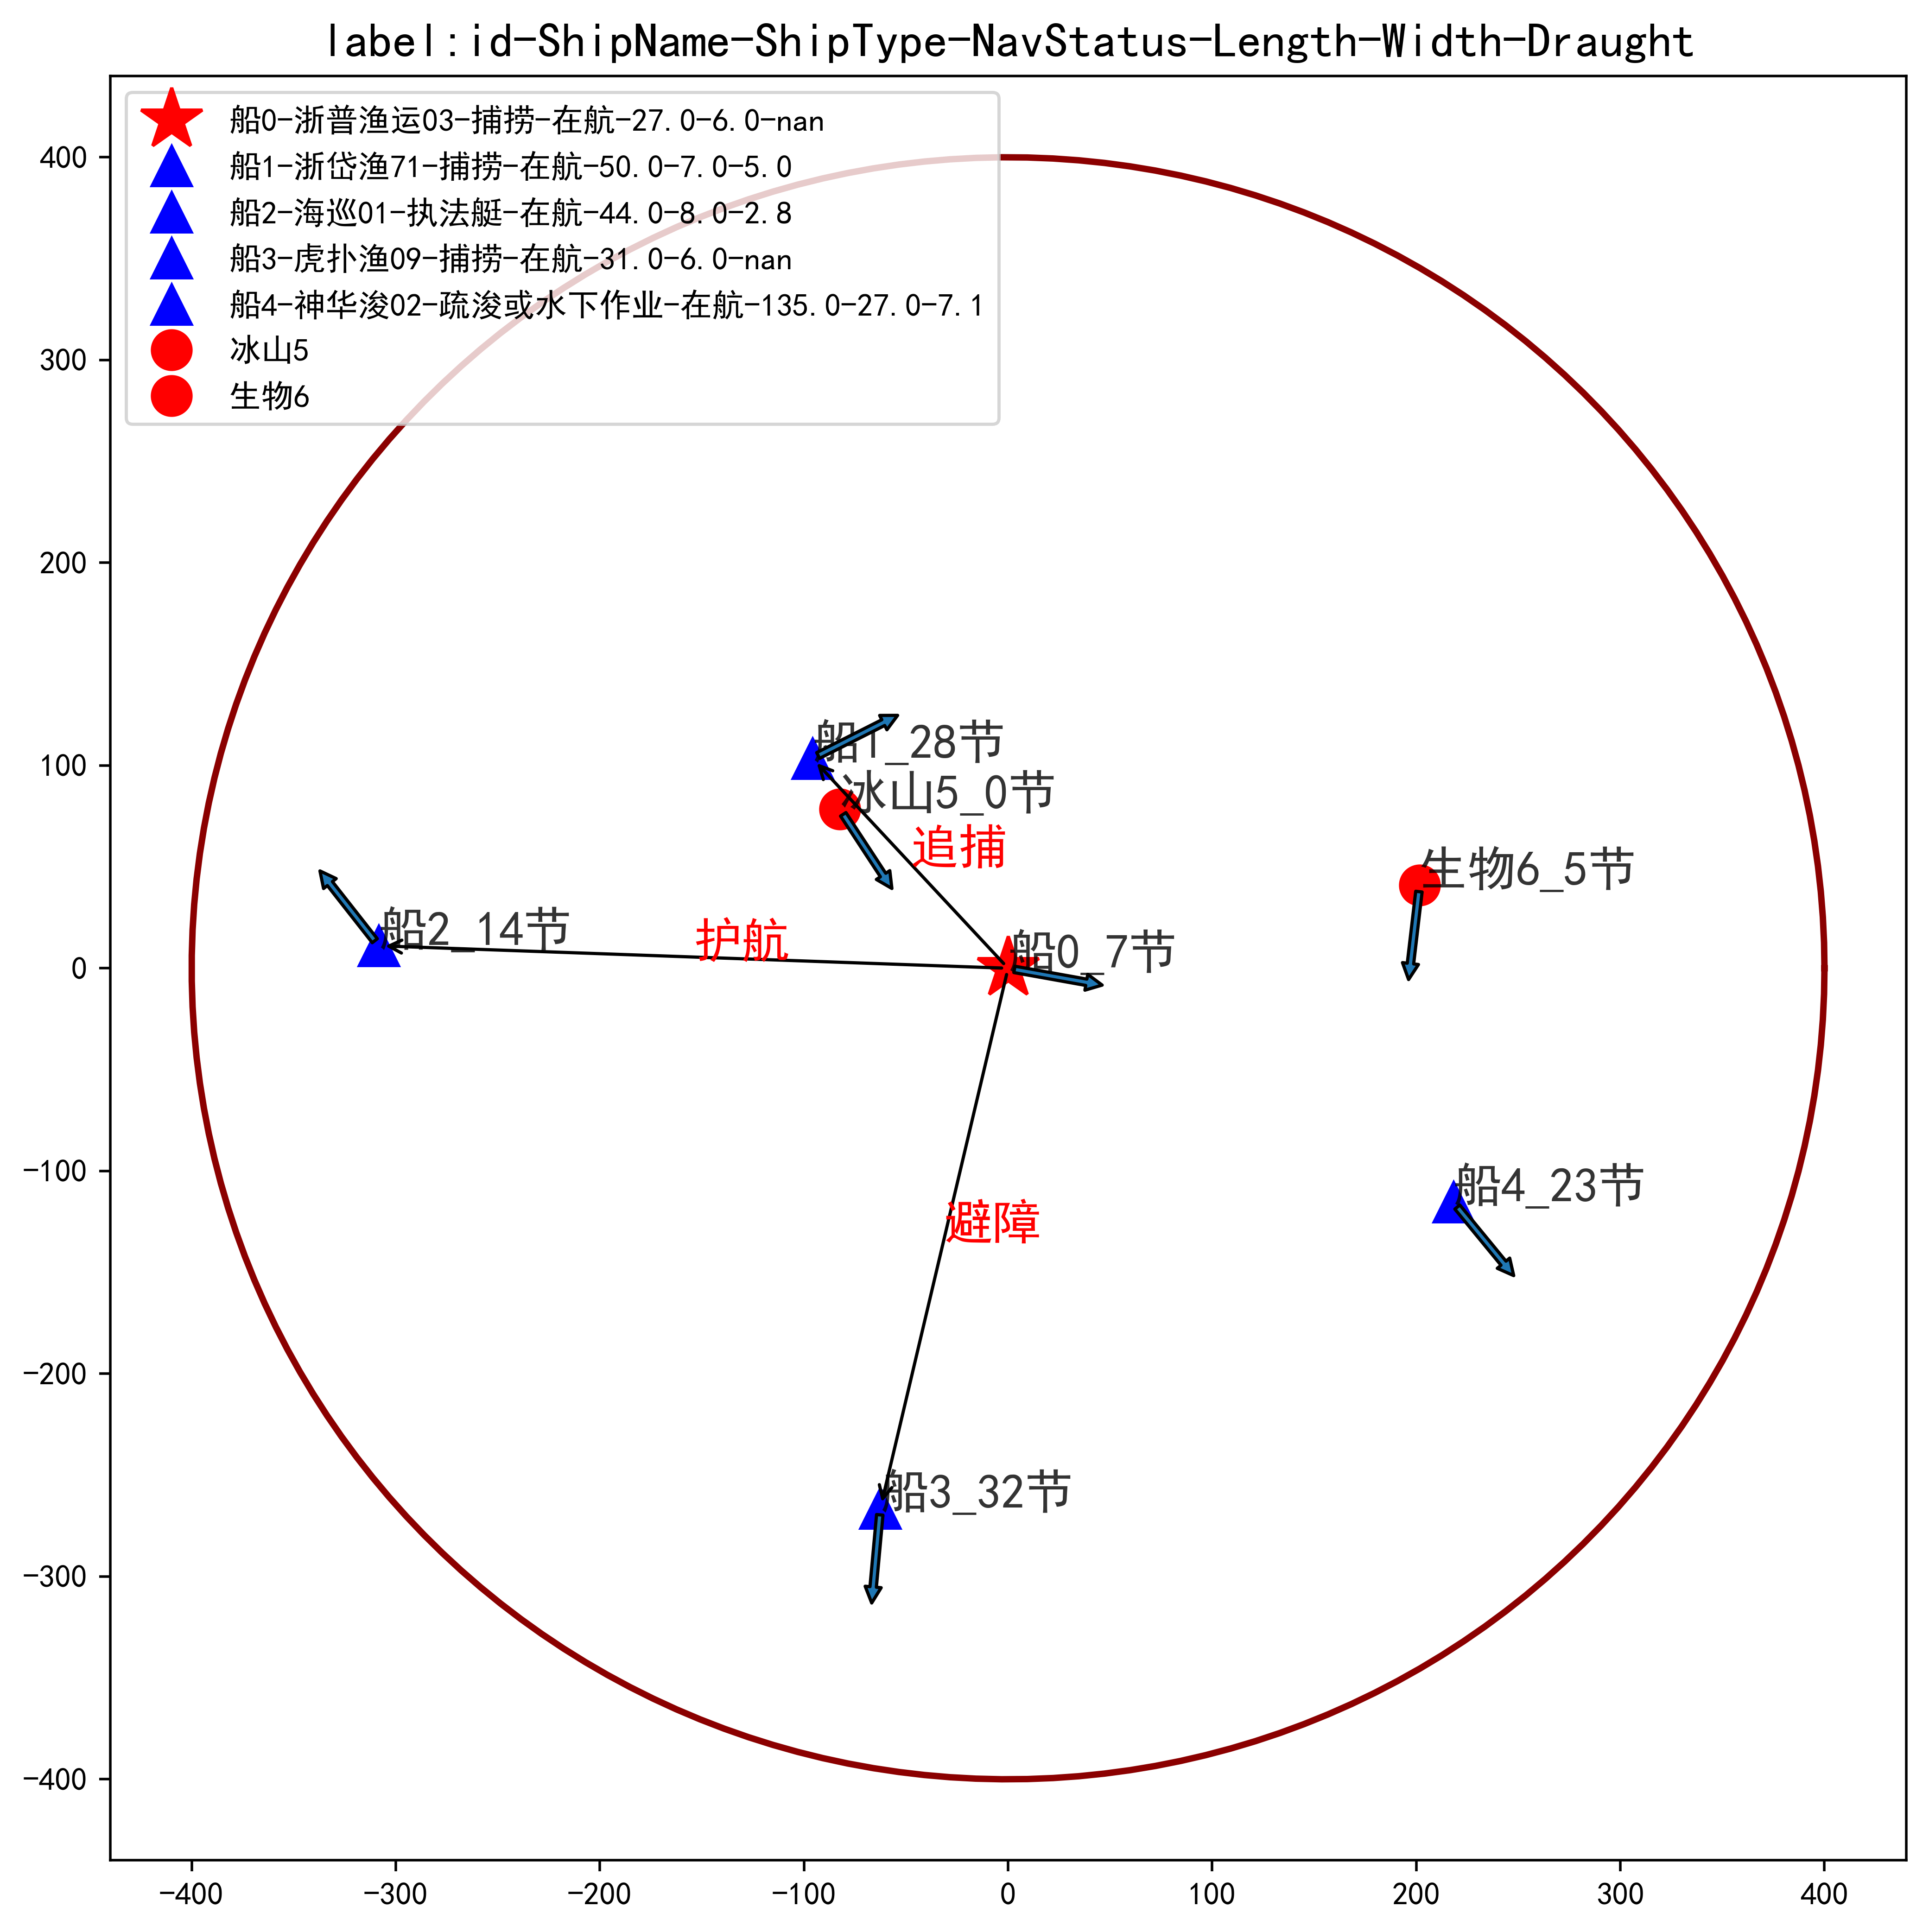 label:id-ShipName-ShipType-NavStatus-Length-Width-Draught
船0-浙普渔运03-捕捞-在航-27.0-6.0-nan
船1-浙岱渔71-捕捞-在航-50.0-7.0-5.0
船2-海巡01-执法艇-在航-44.0-8.0-2.8
船3-虎扑渔09-捕捞-在航-31.0-6.0-nan
船4-神华浚02-疏浚或水下作业-在航-135.0-27.0-7.1
冰山5
生物6
400
300
200
100
0
-100
-200
-300
-400
船1_28节
冰山5_0节
追捕
生物6_5节
船2_14节
护航
船0_7节
船4_23节
避障
船3_32节
-400 -300 -200 -100 0 100 200 300 400